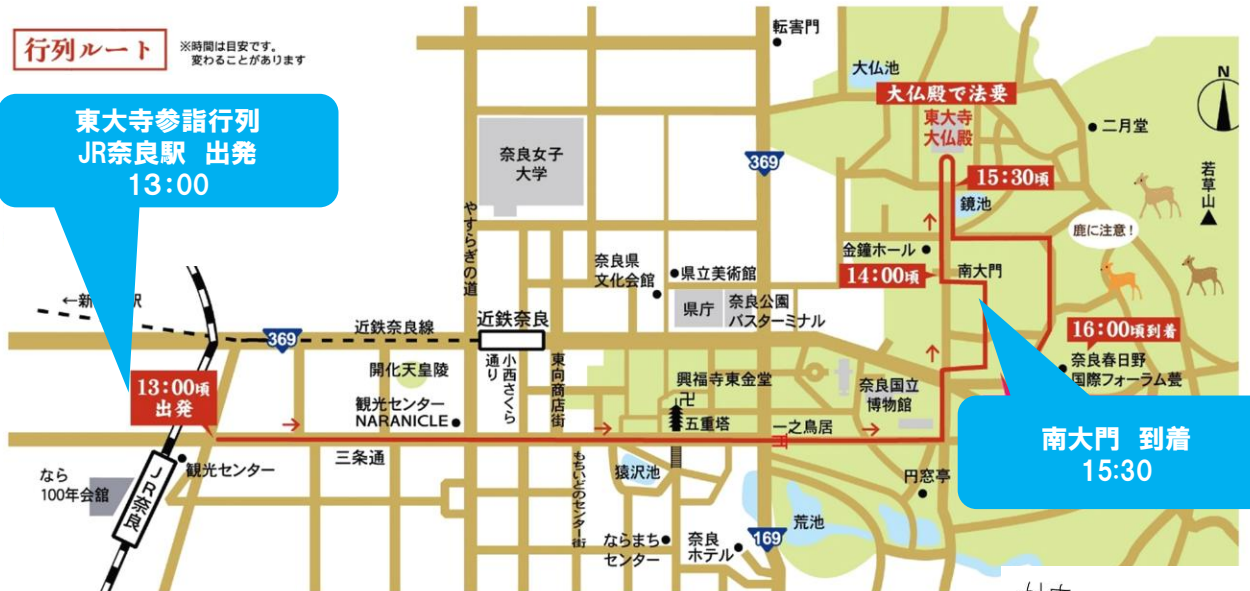 行列ルート
※時間は目安です。
変わることがあります
東大寺参詣行列
JR奈良駅 出発
13:00
転害門
大仏池
大仏殿で法要
東大寺
大仏殿
二月堂
N
若草山
奈良女子
大学
369
15:30頃
鏡池
鹿に注意!
やすらぎの道
奈良県
文化会館
県立美術館
金鐘ホール
南大門
14:00頃
県庁
奈良公園
バスターミナル
←新
駅
近鉄奈良線
近鉄奈良
369
16:00頃到着
奈良春日野
国際フォーラム甍
開化天皇陵
小西さくら
通り
東向商店街
興福寺東金堂
卍
五重塔
奈良国立
博物館
13:00頃
出発
観光センター
NARANICLE
一之鳥居
南大門 到着
15:30
三条通
観光センター
なら
100年会館
JR奈良
もちいどのセンター街
猿沢池
円窓亭
荒池
ならまち
センター
奈良
ホテル
169